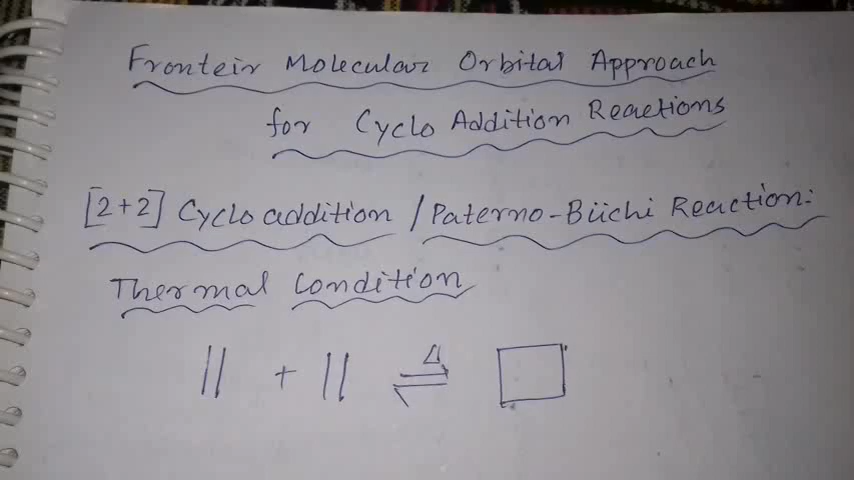 Fronteir Molecular Orbital Approach
for Cyclo Addition Reactions
[2+2] Cyclo addition / Paterno-Büchi Reaction:
Thermal Condition
|| + || ⇌ Δ □